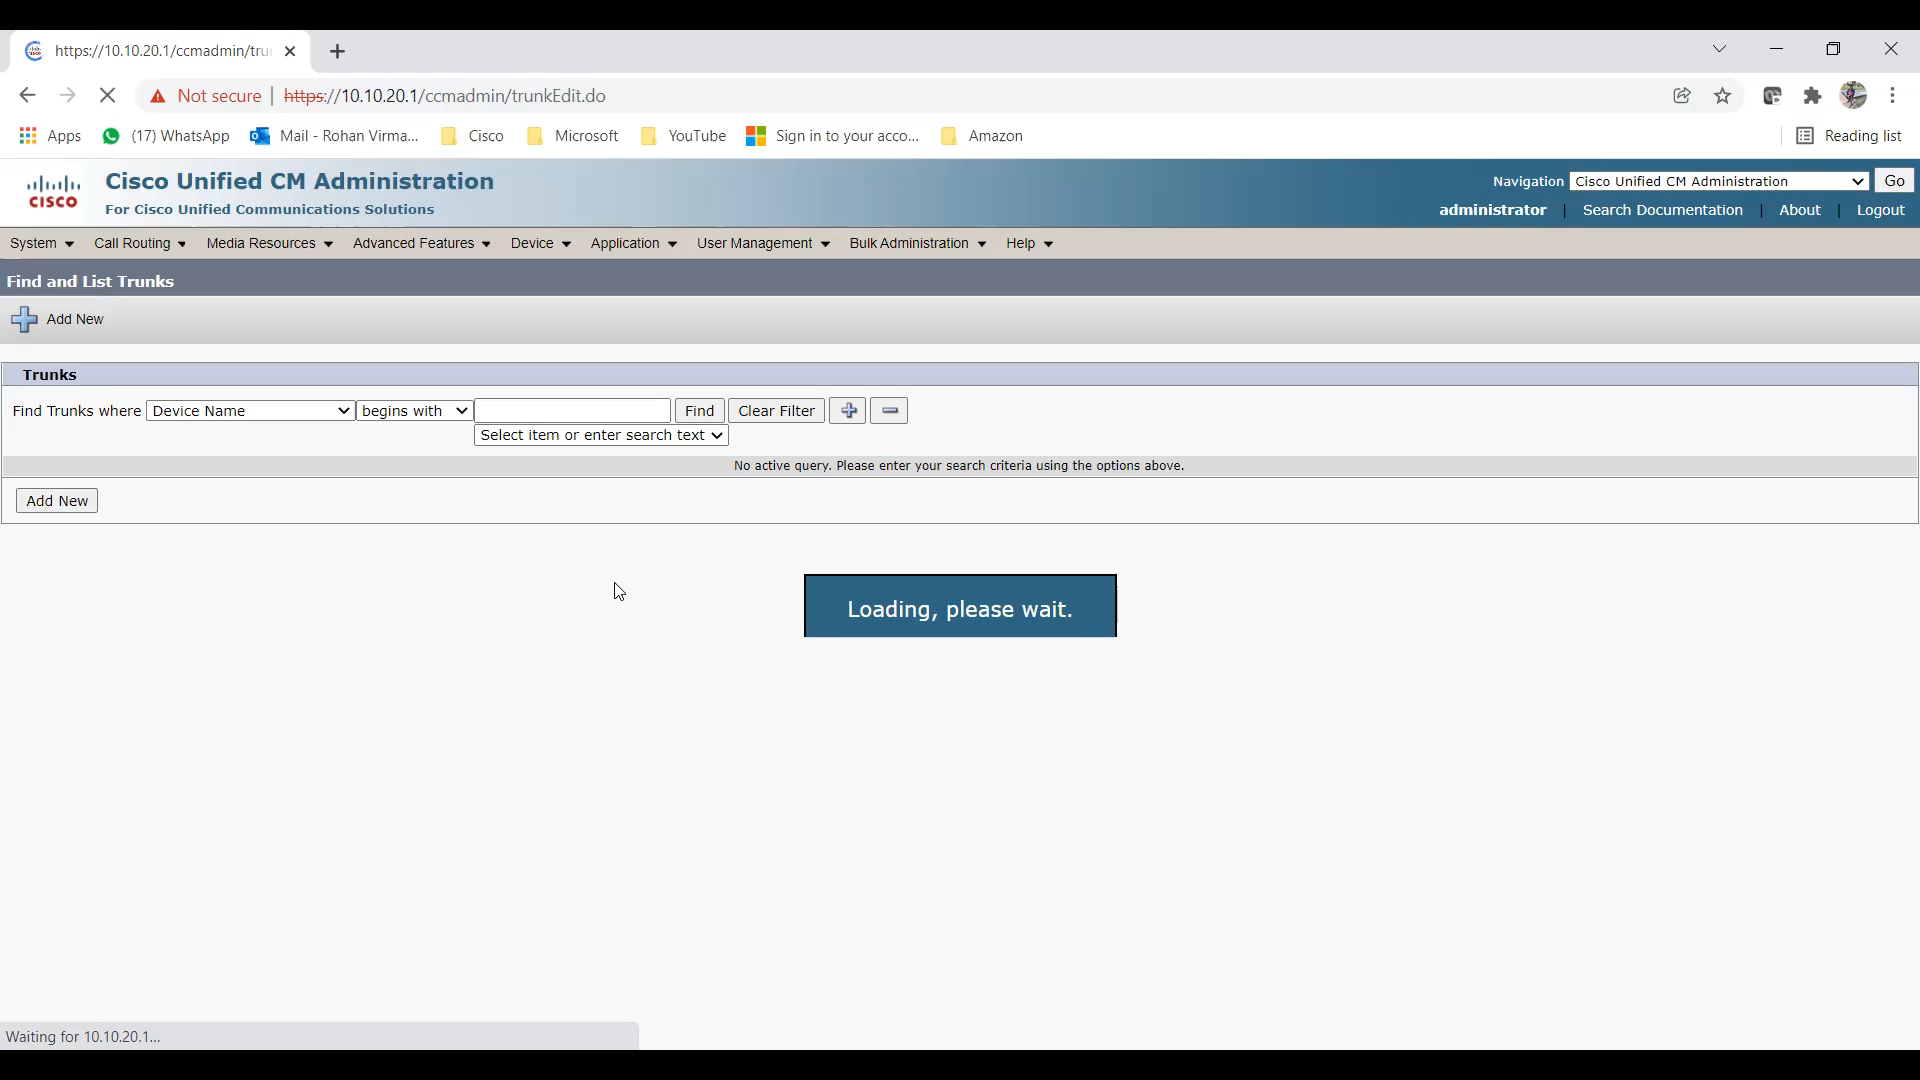 https://10.10.20.1/ccmadmin/tru
Not secure | https://10.10.20.1/ccmadmin/trunkEdit.do
Apps (17) WhatsApp Mail - Rohan Virma... Cisco Microsoft YouTube Sign in to your acco... Amazon Reading list
CISCO
Cisco Unified CM Administration
For Cisco Unified Communications Solutions
Navigation Cisco Unified CM Administration Go
administrator | Search Documentation | About | Logout
System Call Routing Media Resources Advanced Features Device Application User Management Bulk Administration Help
Find and List Trunks
Add New
Trunks
Find Trunks where Device Name begins with Find Clear Filter
Select item or enter search text
No active query. Please enter your search criteria using the options above.
Add New
Loading, please wait.
Waiting for 10.10.20.1...